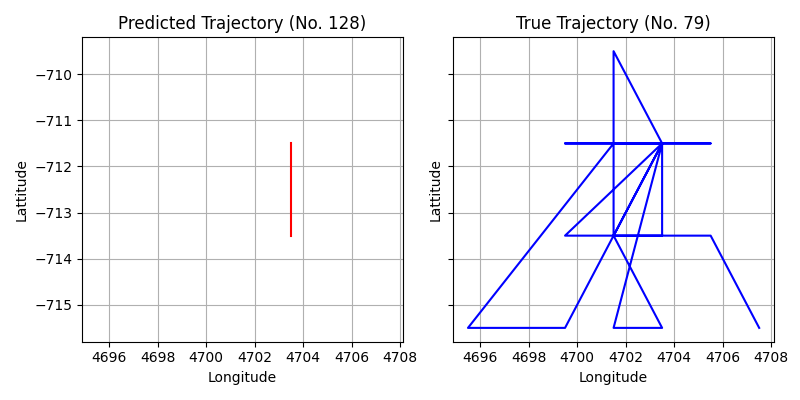 Predicted Trajectory (No. 128)
True Trajectory (No. 79)
Lattitude
−710
−711
−712
−713
−714
−715
4696 4698 4700 4702 4704 4706 4708
Longitude
Lattitude
4696 4698 4700 4702 4704 4706 4708
Longitude